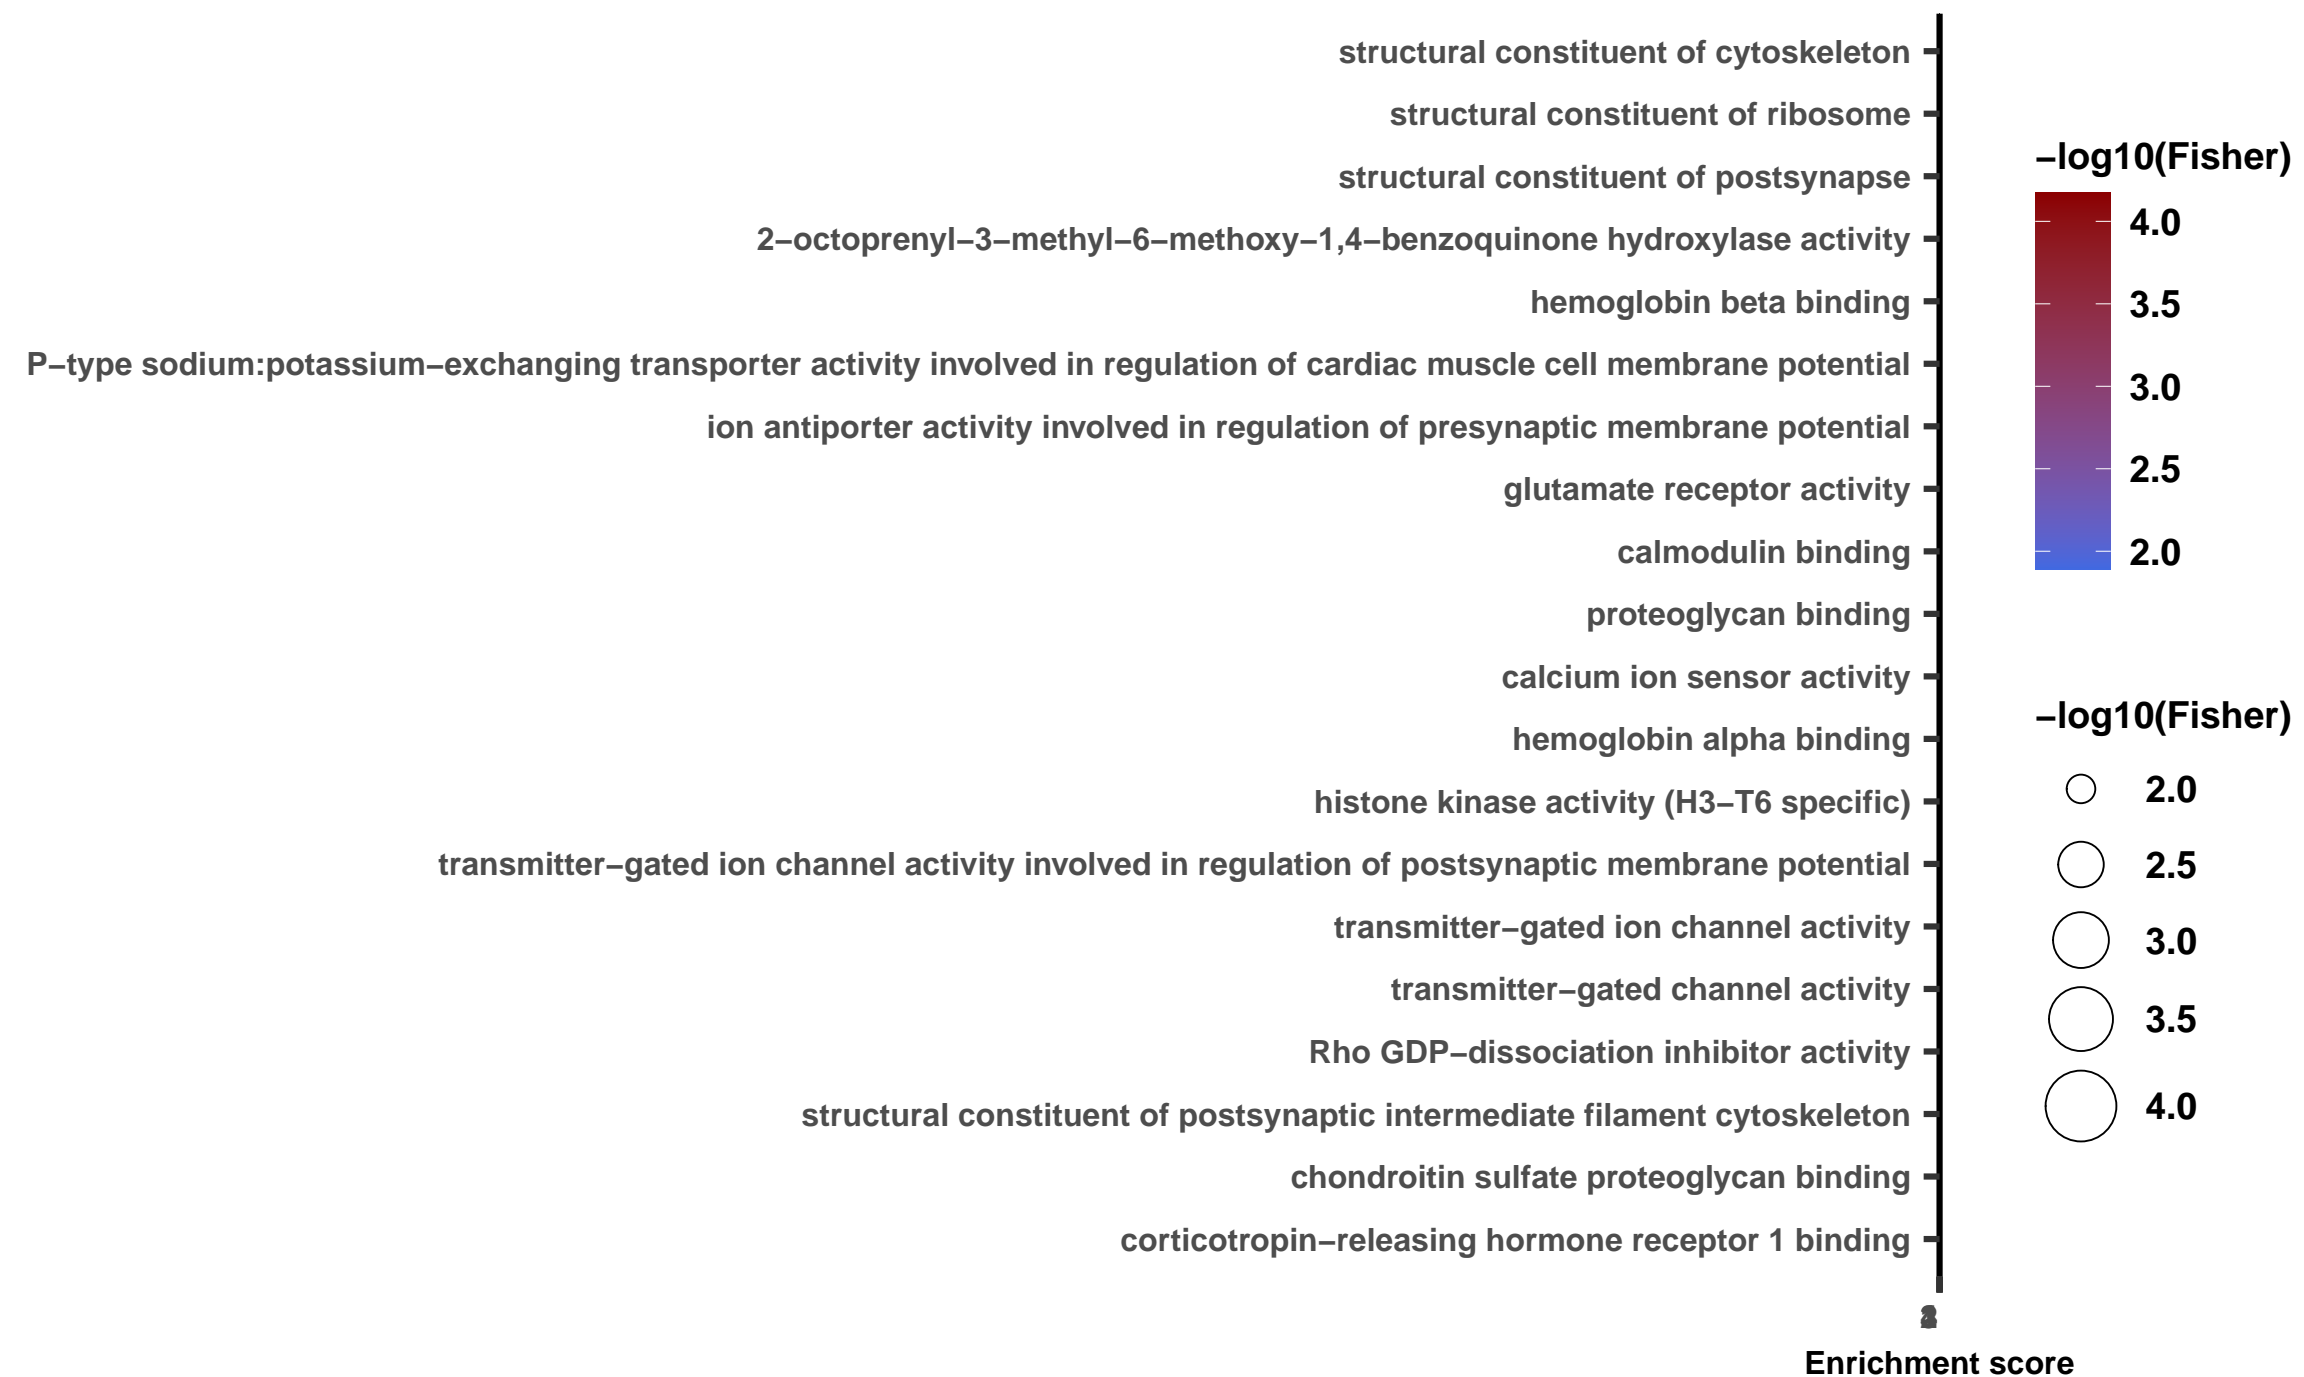 structural constituent of cytoskeleton
structural constituent of ribosome
structural constituent of postsynapse
2−octoprenyl−3−methyl−6−methoxy−1,4−benzoquinone hydroxylase activity
hemoglobin beta binding
P−type sodium:potassium−exchanging transporter activity involved in regulation of cardiac muscle cell membrane potential
ion antiporter activity involved in regulation of presynaptic membrane potential
glutamate receptor activity
calmodulin binding
proteoglycan binding
calcium ion sensor activity
hemoglobin alpha binding
histone kinase activity (H3−T6 specific)
transmitter−gated ion channel activity involved in regulation of postsynaptic membrane potential
transmitter−gated ion channel activity
transmitter−gated channel activity
Rho GDP−dissociation inhibitor activity
structural constituent of postsynaptic intermediate filament cytoskeleton
chondroitin sulfate proteoglycan binding
corticotropin−releasing hormone receptor 1 binding
Enrichment score
−log10(Fisher)
4.0
3.5
3.0
2.5
2.0
−log10(Fisher)
2.0
2.5
3.0
3.5
4.0